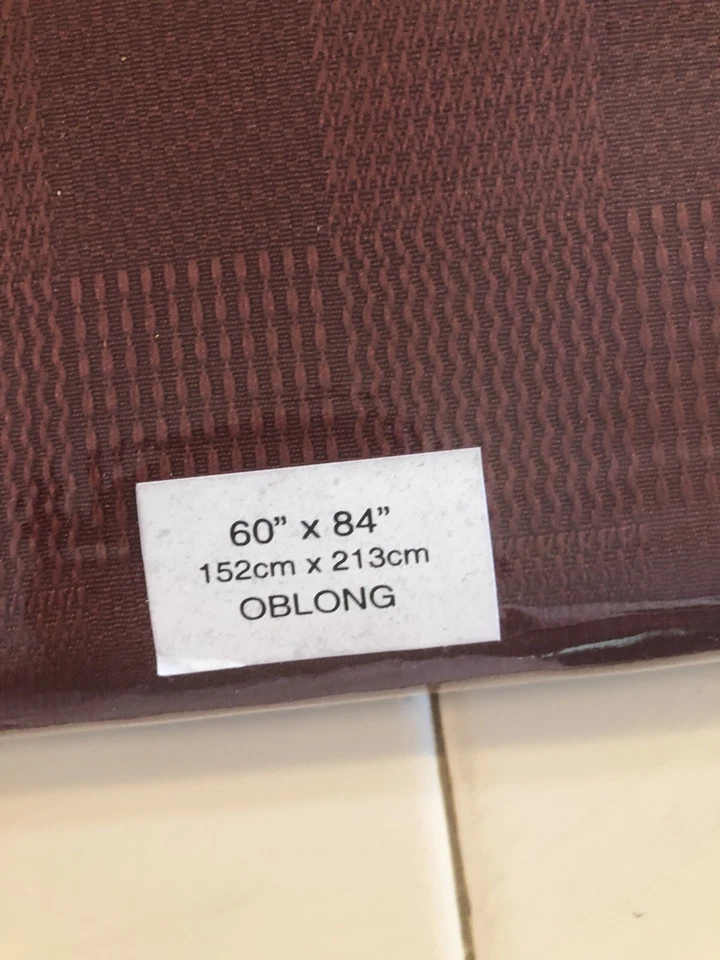 60” x 84”
152cm x 213cm
OBLONG